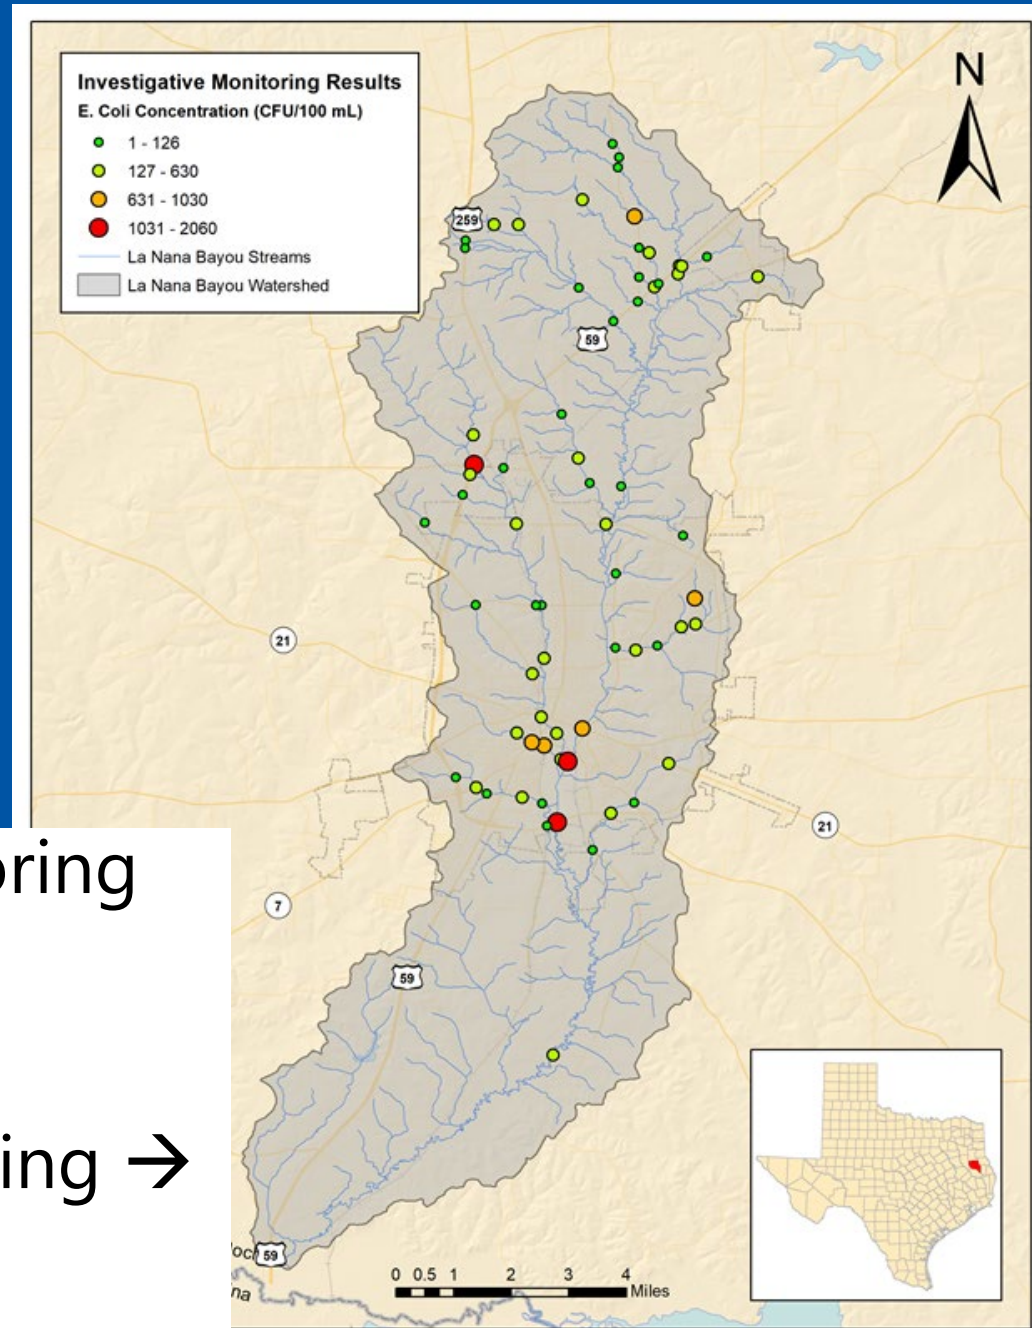 Investigative Monitoring Results
E. Coli Concentration (CFU/100 mL)
1 - 126
127 - 630
631 - 1030
1031 - 2060
La Nana Bayou Streams
La Nana Bayou Watershed
N
259
59
21
21
7
59
59
oring
ing →
0 0.5 1 2 3 4
Miles